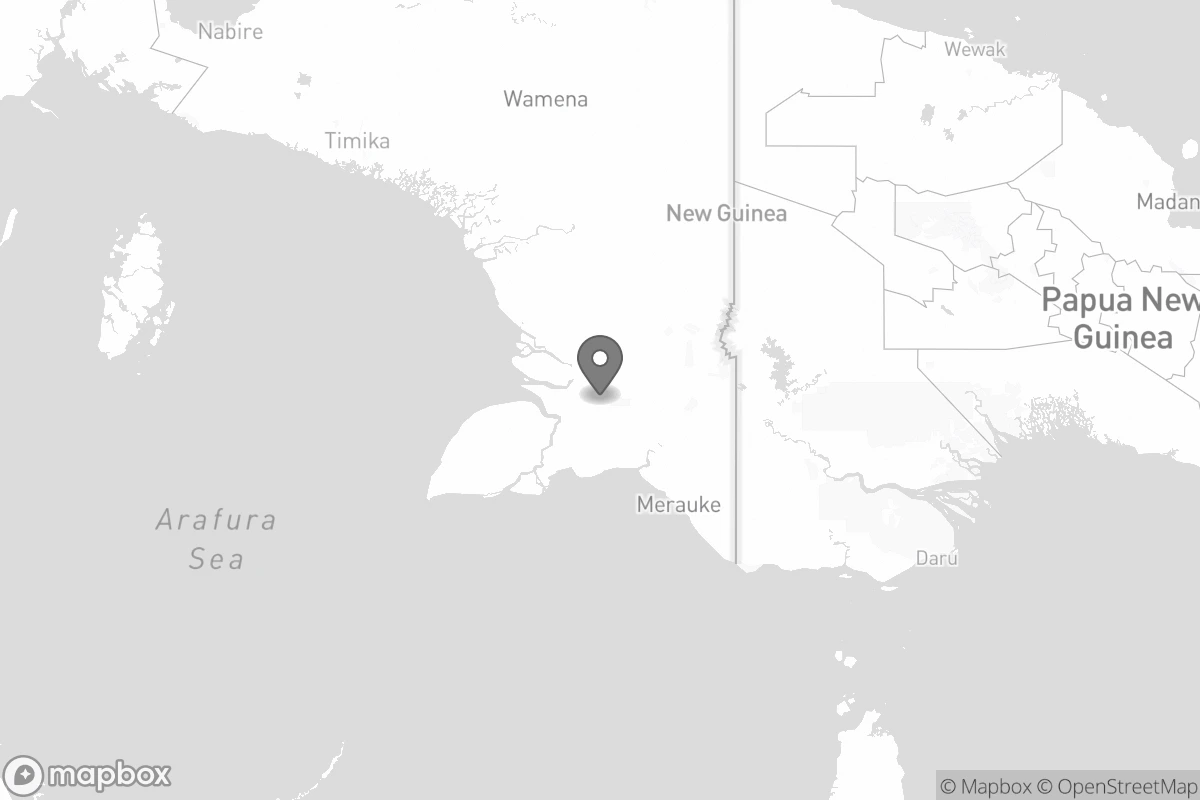 Nabire
Wewak
Wamena
Timika
Madan
New Guinea
Papua New
Guinea
Merauke
Arafura
Sea
Darú
mapbox
© Mapbox © OpenStreetMap